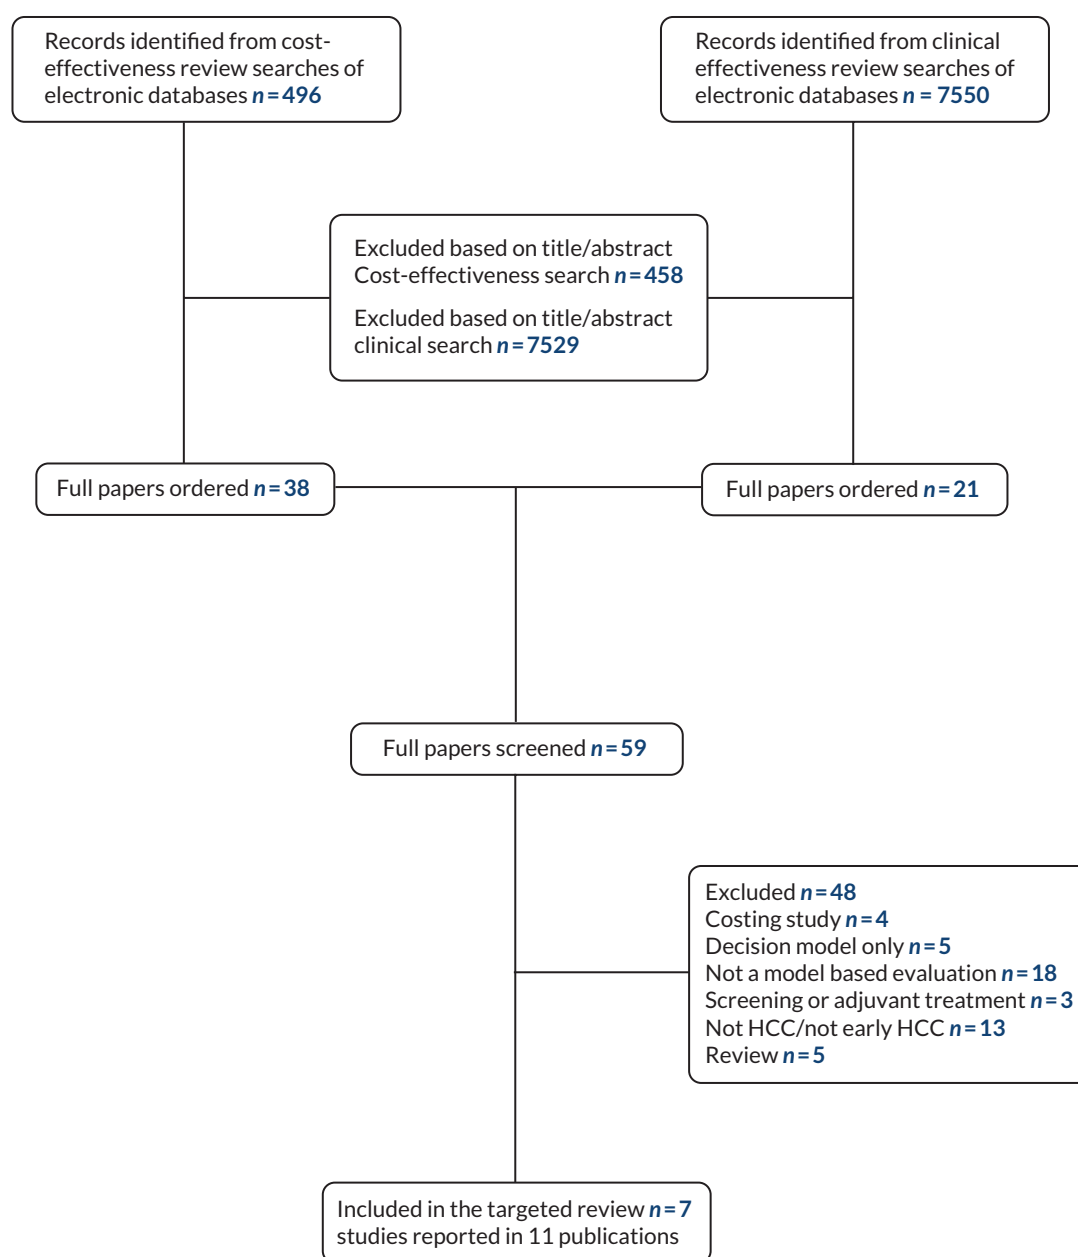 Records identified from cost-
effectiveness review searches of
electronic databases n=496
Records identified from clinical
effectiveness review searches of
electronic databases n = 7550
Excluded based on title/abstract
Cost-effectiveness search n=458
Excluded based on title/abstract
clinical search n=7529
Full papers ordered n=38
Full papers ordered n=21
Full papers screened n=59
Excluded n=48
Costing study n=4
Decision model only n=5
Not a model based evaluation n=18
Screening or adjuvant treatment n=3
Not HCC/not early HCC n=13
Review n=5
Included in the targeted review n=7
studies reported in 11 publications